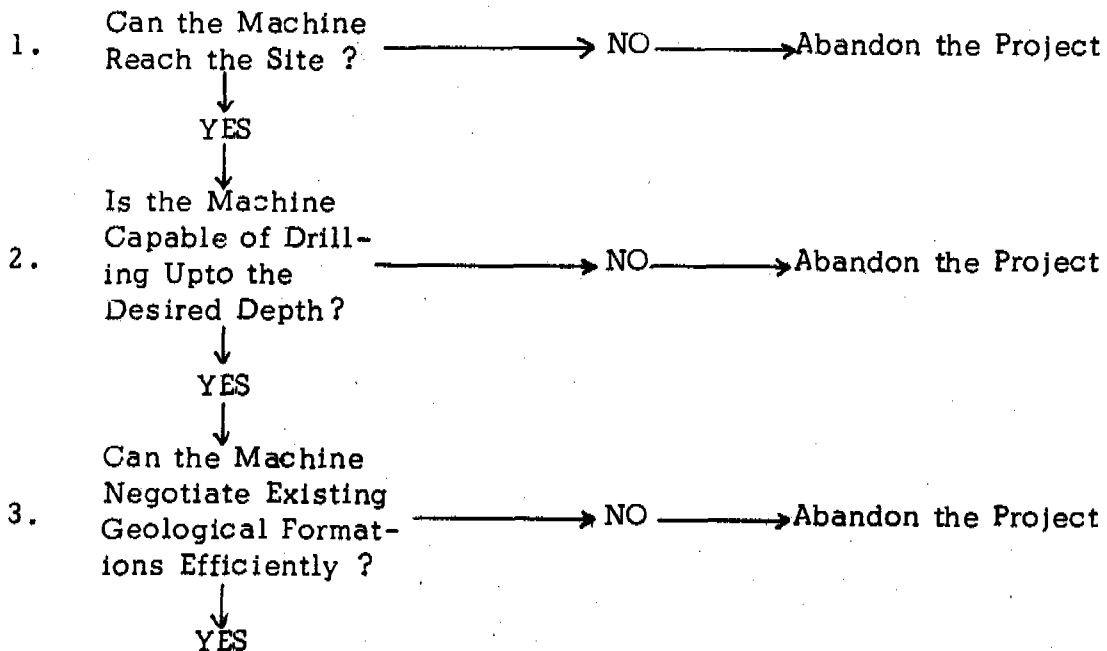 1. Can the Machine
Reach the Site ? NO Abandon the Project
YES
Is the Machine
Capable of Drill-
2. ing Upto the NO Abandon the Project
Desired Depth?
YES
Can the Machine
Negotiate Existing
3. Geological Format- NO Abandon the Project
ions Efficiently ?
YES